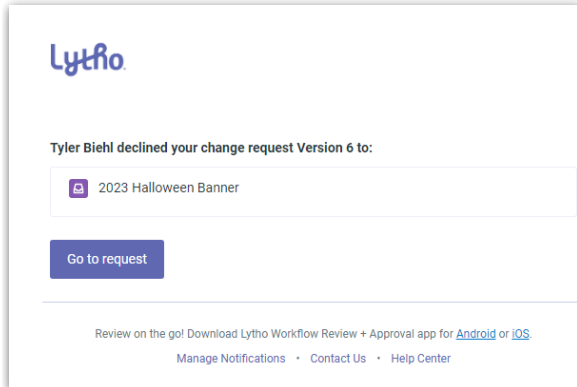 Lytho
Tyler Biehl declined your change request Version 6 to:
2023 Halloween Banner
Go to request
Review on the go! Download Lytho Workflow Review + Approval app for Android or iOS.
Manage Notifications • Contact Us • Help Center